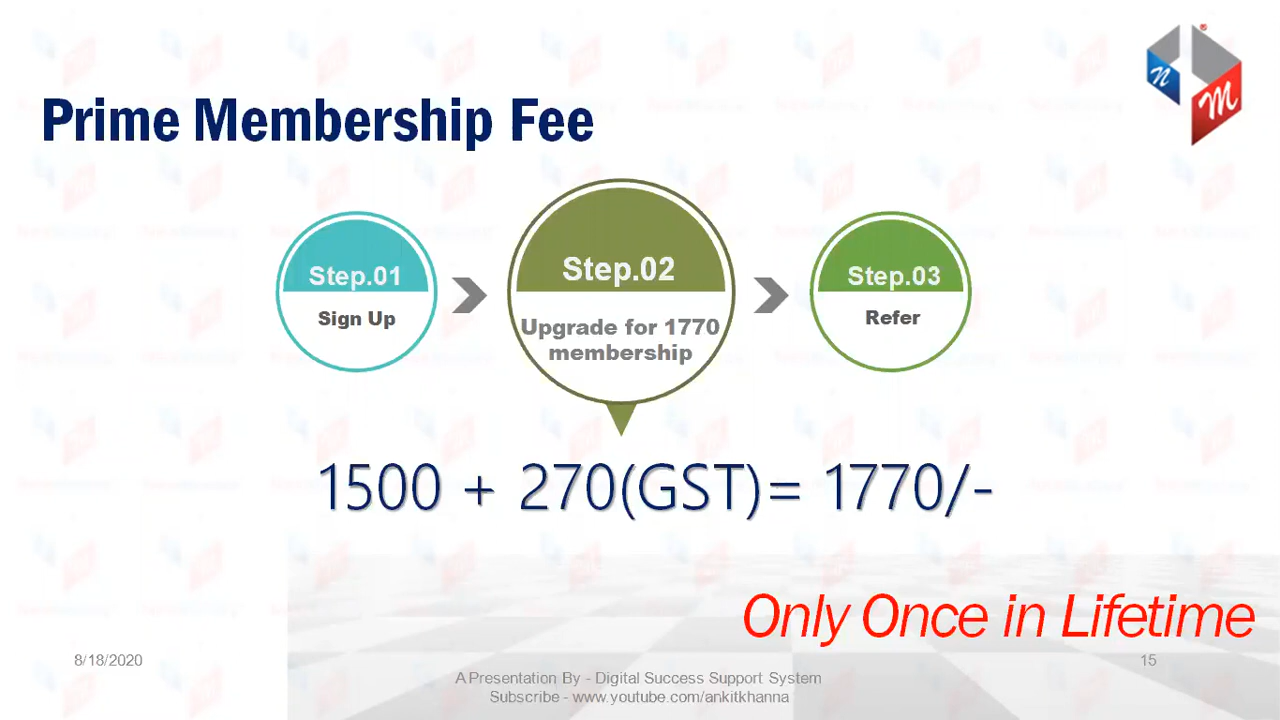 Prime Membership Fee
n
m
®
Step.01
Sign Up
Step.02
Upgrade for 1770
membership
Step.03
Refer
1500 + 270(GST)= 1770/-
Only Once in Lifetime
8/18/2020
15
A Presentation By - Digital Success Support System
Subscribe - www.youtube.com/ankitkhanna